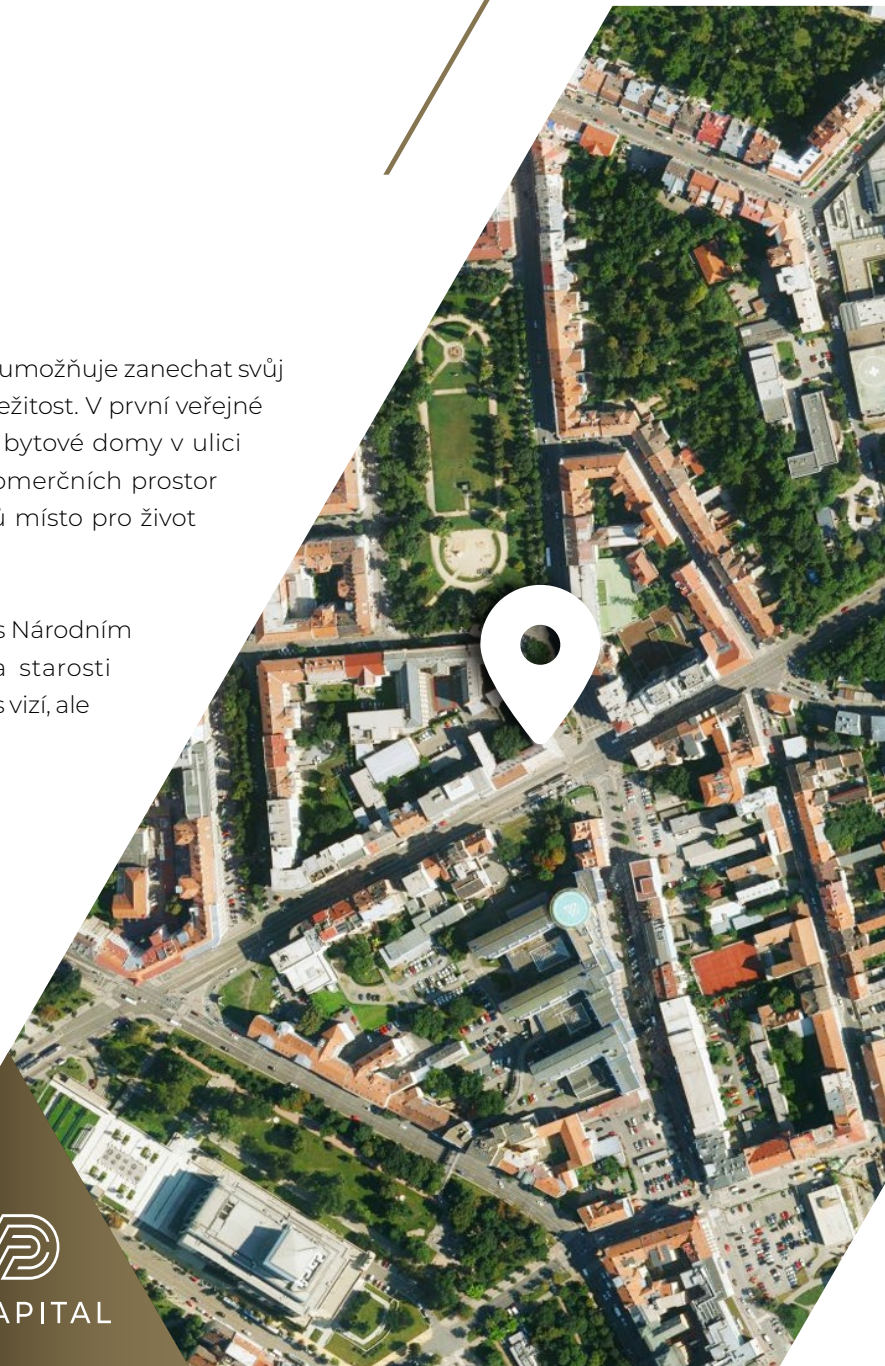 umožňuje zanechat svůj
ežitost. V první veřejné
bytové domy v ulici
omerčních prostor
ů místo pro život
s Národním
a starosti
s vizí, ale
APITAL